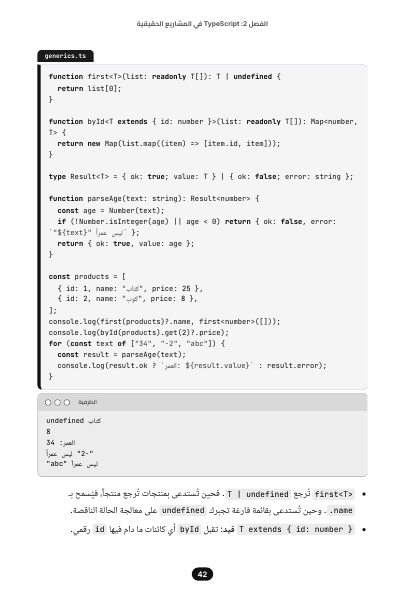 الفصل 2: TypeScript في المشاريع الحقيقية
generics.ts
function first<T>(list: readonly T[]): T | undefined {
  return list[0];
}
function byId<T extends { id: number }>(list: readonly T[]): Map<number,
T> {
  return new Map(list.map((item) => [item.id, item]));
}
type Result<T> = { ok: true; value: T } | { ok: false; error: string };
function parseAge(text: string): Result<number> {
  const age = Number(text);
  if (!Number.isInteger(age) || age < 0) return { ok: false, error:
`"${text}" ليس عمراً` };
  return { ok: true, value: age };
}
const products = [
  { id: 1, name: "كتاب", price: 25 },
  { id: 2, name: "كوب", price: 8 },
];
console.log(first(products)?.name, first<number>([]));
console.log(byId(products).get(2)?.price);
for (const text of ["34", "-2", "abc"]) {
  const result = parseAge(text);
  console.log(result.ok ? `العمر: ${result.value}` : result.error);
}
الطرفية
كتاب undefined
8
العمر: 34
"-2" ليس عمراً
"abc" ليس عمراً
first<T> تُرجع T | undefined. فحين تُستدعى بمنتجات تُرجع منتجاً، فيُسمح بـ
.name. وحين تُستدعى بقائمة فارغة تجبرك undefined على معالجة الحالة الناقصة.
T extends { id: number } قيد: تقبل byId أي كائنات ما دام فيها id رقمي.
42